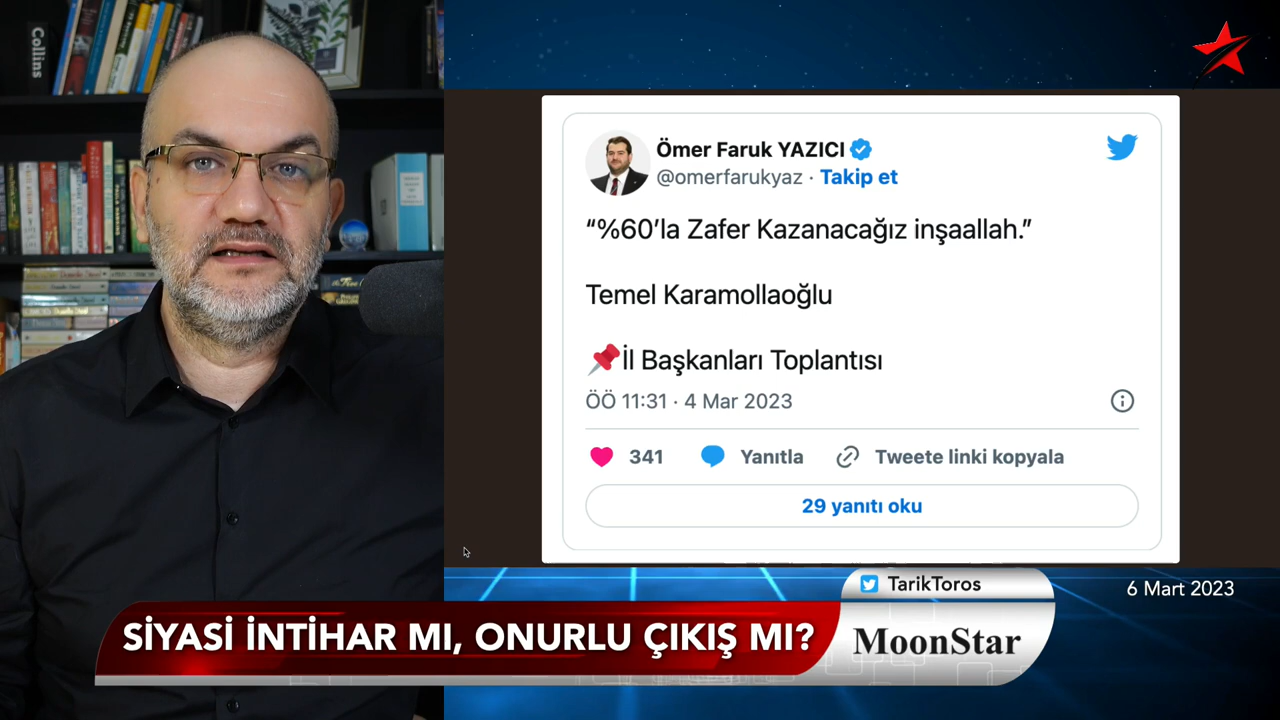 Collins
Ömer Faruk YAZICI
@omerfarukyaz · Takip et
“%60’la Zafer Kazanacağız inşaallah.”
Temel Karamollaoğlu
📌İl Başkanları Toplantısı
ÖÖ 11:31 · 4 Mar 2023
341 Yanıtla Tweete linki kopyala
29 yanıtı oku
TarikToros
6 Mart 2023
SİYASİ İNTİHAR MI, ONURLU ÇIKIŞ MI?
MoonStar